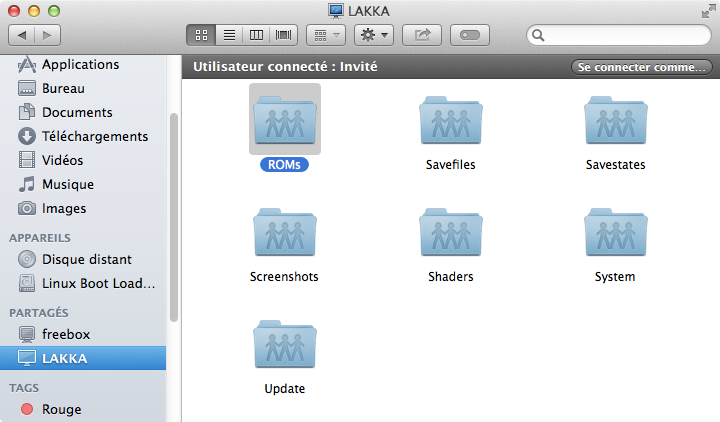 LAKKA
Applications
Bureau
Documents
Téléchargements
Vidéos
Musique
Images
APPAREILS
Disque distant
Linux Boot Load...
PARTAGÉS
freebox
LAKKA
TAGS
Rouge
Utilisateur connecté : Invité
Se connecter comme...
ROMs
Savefiles
Savestates
Screenshots
Shaders
System
Update